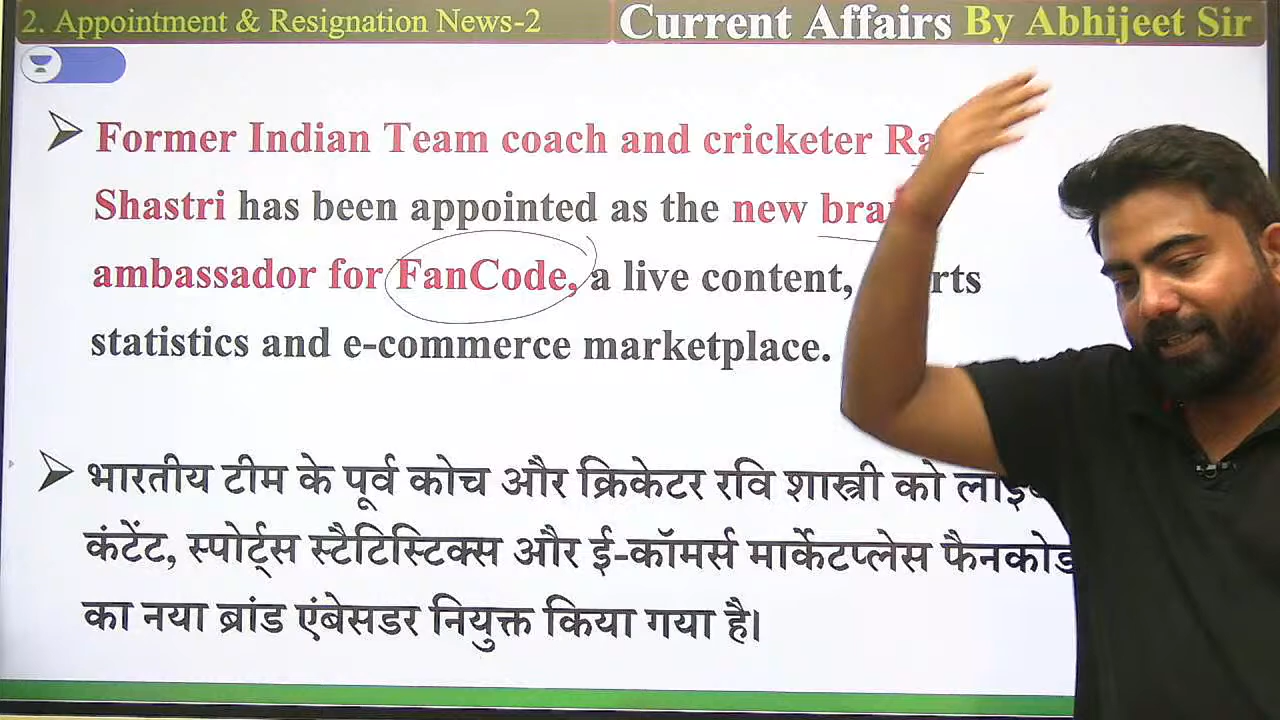 2. Appointment & Resignation News-2
Current Affairs By Abhijeet Sir
Former Indian Team coach and cricketer
Shastri has been appointed as the new
ambassador for FanCode, a live content,
statistics and e-commerce marketplace.
भारतीय टीम के पूर्व कोच और क्रिकेटर रवि शास्त्री को
कंटेंट, स्पोर्ट्स स्टैटिस्टिक्स और ई-कॉमर्स मार्केटप्लेस फैनकोड
का नया ब्रांड एंबेसडर नियुक्त किया गया है।